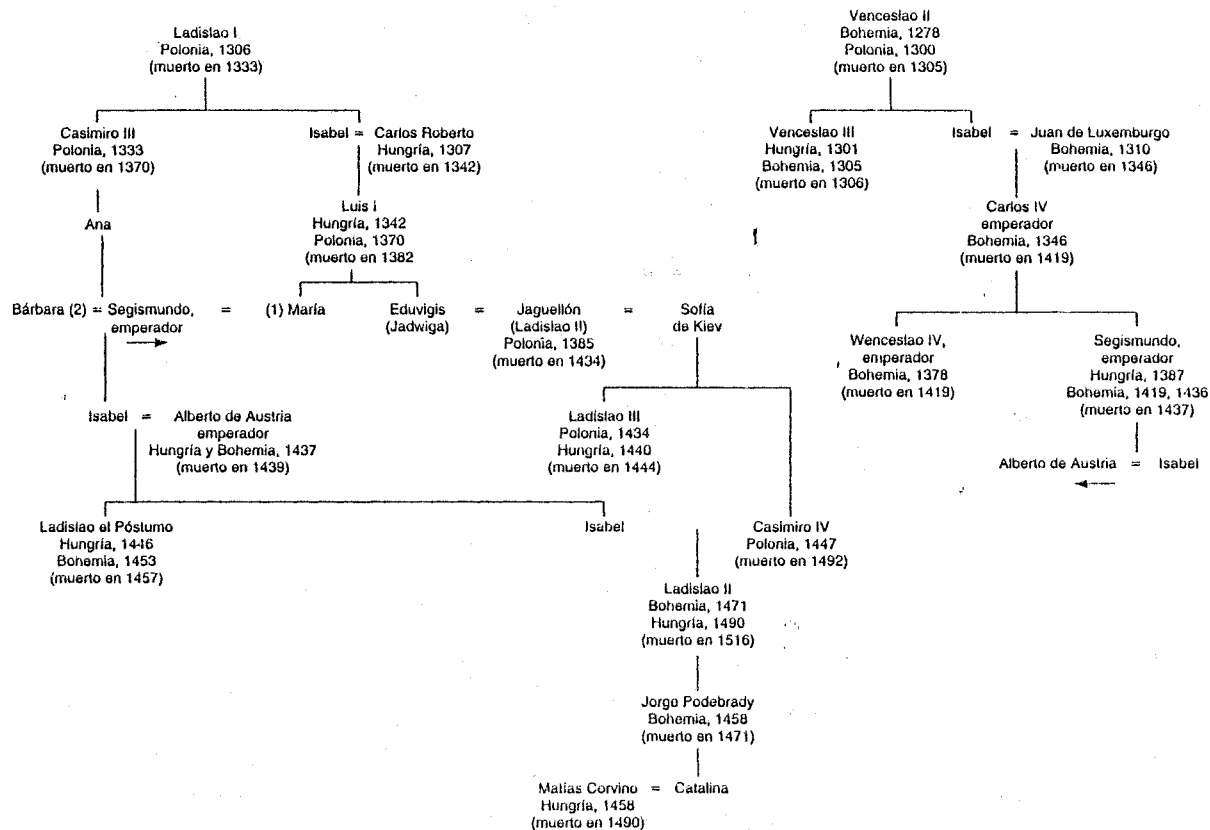 Ladislao I
Polonia, 1306
(muerto en 1333)
Venceslao II
Bohemia, 1278
Polonia, 1300
(muerto en 1305)
Casimiro III
Polonia, 1333
(muerto en 1370)
Isabel = Carlos Roberto
Hungría, 1307
(muerto en 1342)
Venceslao III
Hungría, 1301
Bohemia, 1305
(muerto en 1306)
Isabel = Juan de Luxemburgo
Bohemia, 1310
(muerto en 1346)
Ana
Luis I
Hungría, 1342
Polonia, 1370
(muerto en 1382
Carlos IV
emperador
Bohemia, 1346
(muerto en 1419)
Bárbara (2) = Segismundo, = (1) María
emperador
Eduvigis = Jaguellón = Sofía
(Jadwiga) (Ladislao II) de Kiev
Polonia, 1385
(muerto en 1434)
Wenceslao IV,
emperador
Bohemia, 1378
(muerto en 1419)
Segismundo,
emperador
Hungría, 1387
Bohemia, 1419, 1436
(muerto en 1437)
Isabel = Alberto de Austria
emperador
Hungría y Bohemia, 1437
(muerto en 1439)
Ladislao III
Polonia, 1434
Hungría, 1440
(muerto en 1444)
Alberto de Austria = Isabel
Ladislao el Póstumo
Hungría, 1446
Bohemia, 1453
(muerto en 1457)
Isabel
Casimiro IV
Polonia, 1447
(muerto en 1492)
Ladislao II
Bohemia, 1471
Hungría, 1490
(muerto en 1516)
Jorge Podebrady
Bohemia, 1458
(muerto en 1471)
Matías Corvino = Catalina
Hungría, 1458
(muerto en 1490)